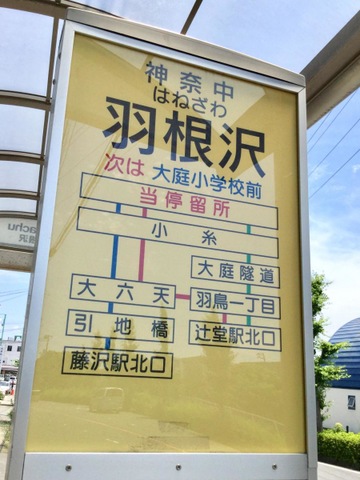 神奈中
はねざわ
羽根沢
次は 大庭小学校前
当停留所
小糸
大庭隧道
大六天
羽鳥一丁目
引地橋
辻堂駅北口
藤沢駅北口